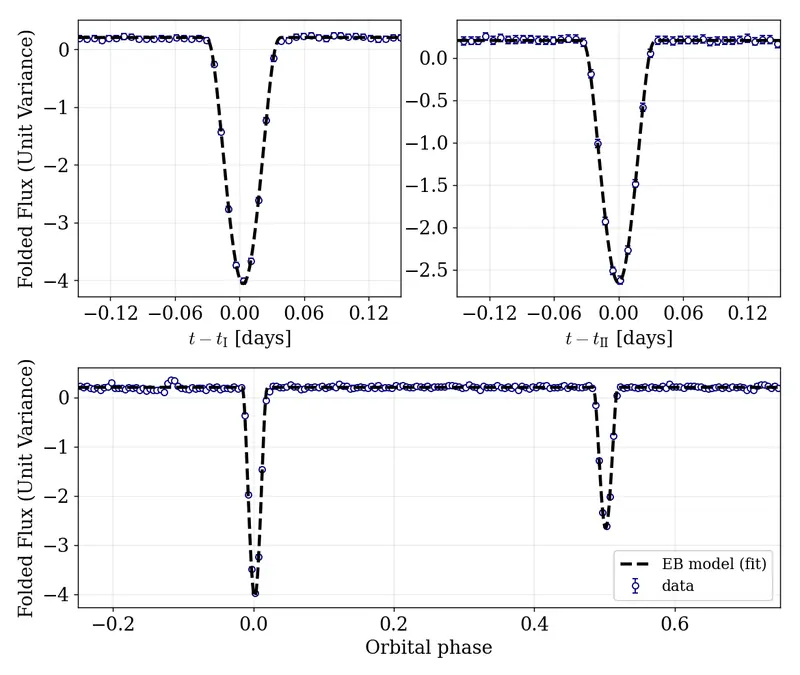 Folded Flux (Unit Variance)
0
−1
−2
−3
−4
−0.12 −0.06 0.00 0.06 0.12
t − t_I [days]
0.0
−0.5
−1.0
−1.5
−2.0
−2.5
−0.12 −0.06 0.00 0.06 0.12
t − t_II [days]
Folded Flux (Unit Variance)
0
−1
−2
−3
−4
EB model (fit)
data
−0.2 0.0 0.2 0.4 0.6
Orbital phase